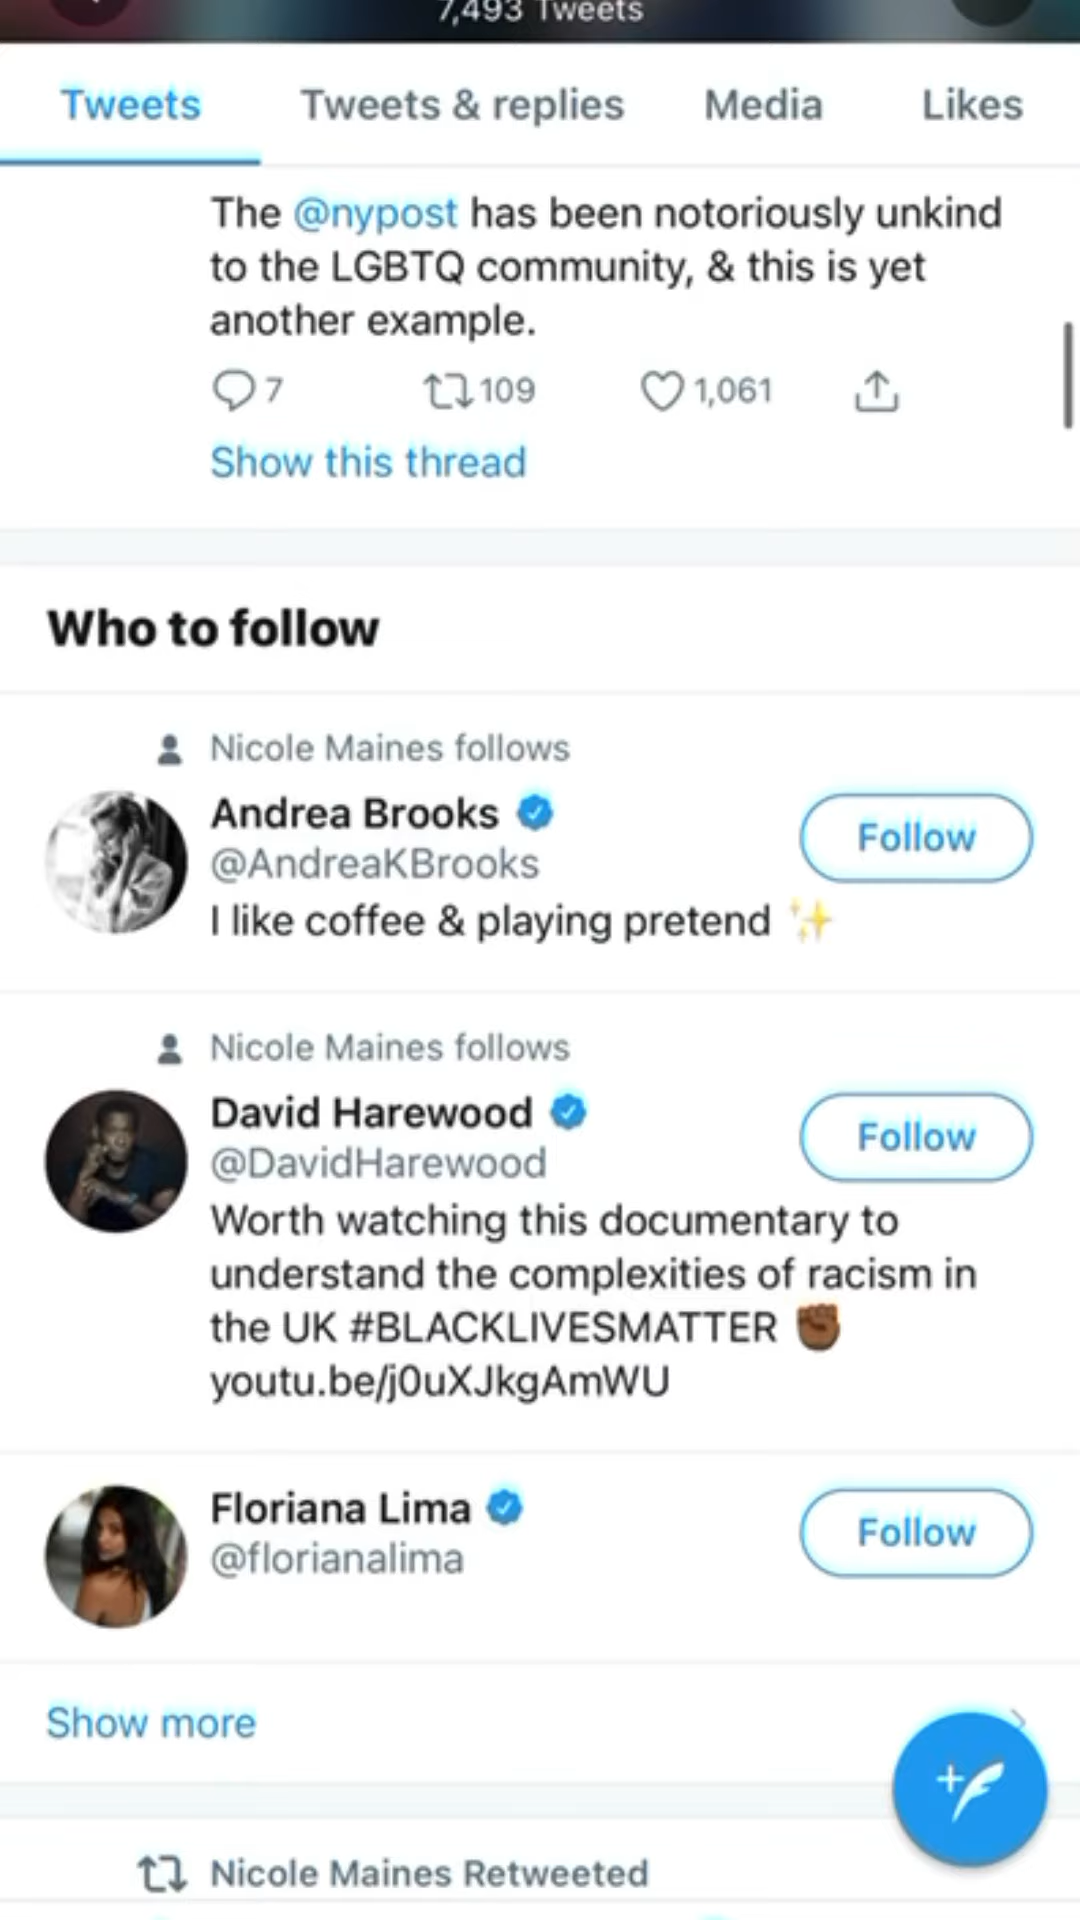 7,493 Tweets
Tweets Tweets & replies Media Likes
The @nypost has been notoriously unkind
to the LGBTQ community, & this is yet
another example.
7 109 1,061
Show this thread
Who to follow
Nicole Maines follows
Andrea Brooks
Follow
@AndreaKBrooks
I like coffee & playing pretend ✨
Nicole Maines follows
David Harewood
Follow
@DavidHarewood
Worth watching this documentary to
understand the complexities of racism in
the UK #BLACKLIVESMATTER ✊🏾
youtu.be/j0uXJkgAmWU
Floriana Lima
Follow
@florianalima
Show more
Nicole Maines Retweeted